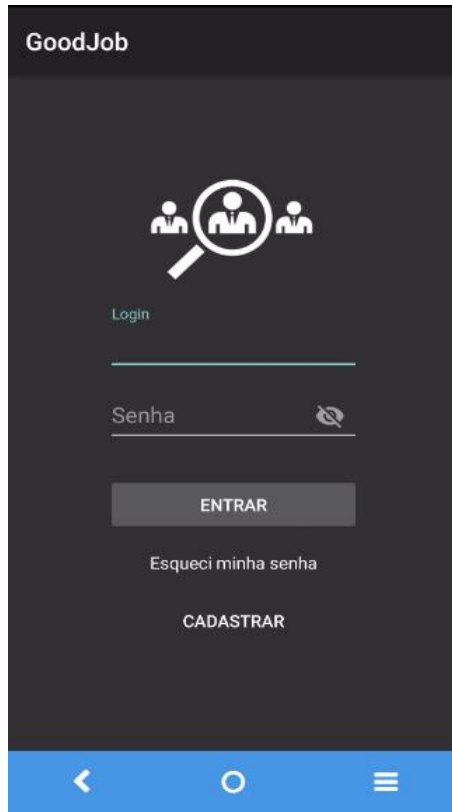 GoodJob
Login
Senha
ENTRAR
Esqueci minha senha
CADASTRAR